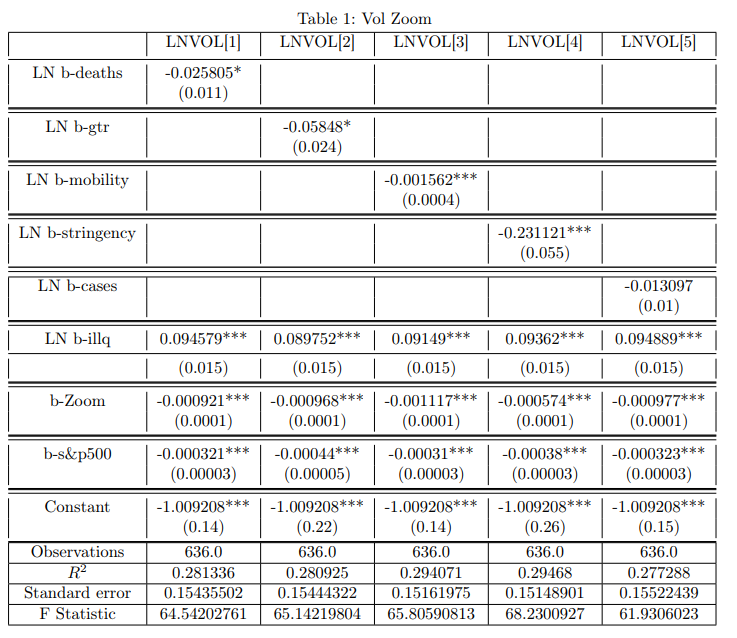 Table 1: Vol Zoom
LNVOL[1] LNVOL[2] LNVOL[3] LNVOL[4] LNVOL[5]
LN b-deaths -0.025805*
(0.011)
LN b-gtr -0.05848*
(0.024)
LN b-mobility -0.001562***
(0.0004)
LN b-stringency -0.231121***
(0.055)
LN b-cases -0.013097
(0.01)
LN b-illq 0.094579*** 0.089752*** 0.09149*** 0.09362*** 0.094889***
(0.015) (0.015) (0.015) (0.015) (0.015)
b-Zoom -0.000921*** -0.000968*** -0.001117*** -0.000574*** -0.000977***
(0.0001) (0.0001) (0.0001) (0.0001) (0.0001)
b-s&p500 -0.000321*** -0.00044*** -0.00031*** -0.00038*** -0.000323***
(0.00003) (0.00005) (0.00003) (0.00003) (0.00003)
Constant -1.009208*** -1.009208*** -1.009208*** -1.009208*** -1.009208***
(0.14) (0.22) (0.14) (0.26) (0.15)
Observations 636.0 636.0 636.0 636.0 636.0
R² 0.281336 0.280925 0.294071 0.29468 0.277288
Standard error 0.15435502 0.15444322 0.15161975 0.15148901 0.15522439
F Statistic 64.54202761 65.14219804 65.80590813 68.2300927 61.9306023